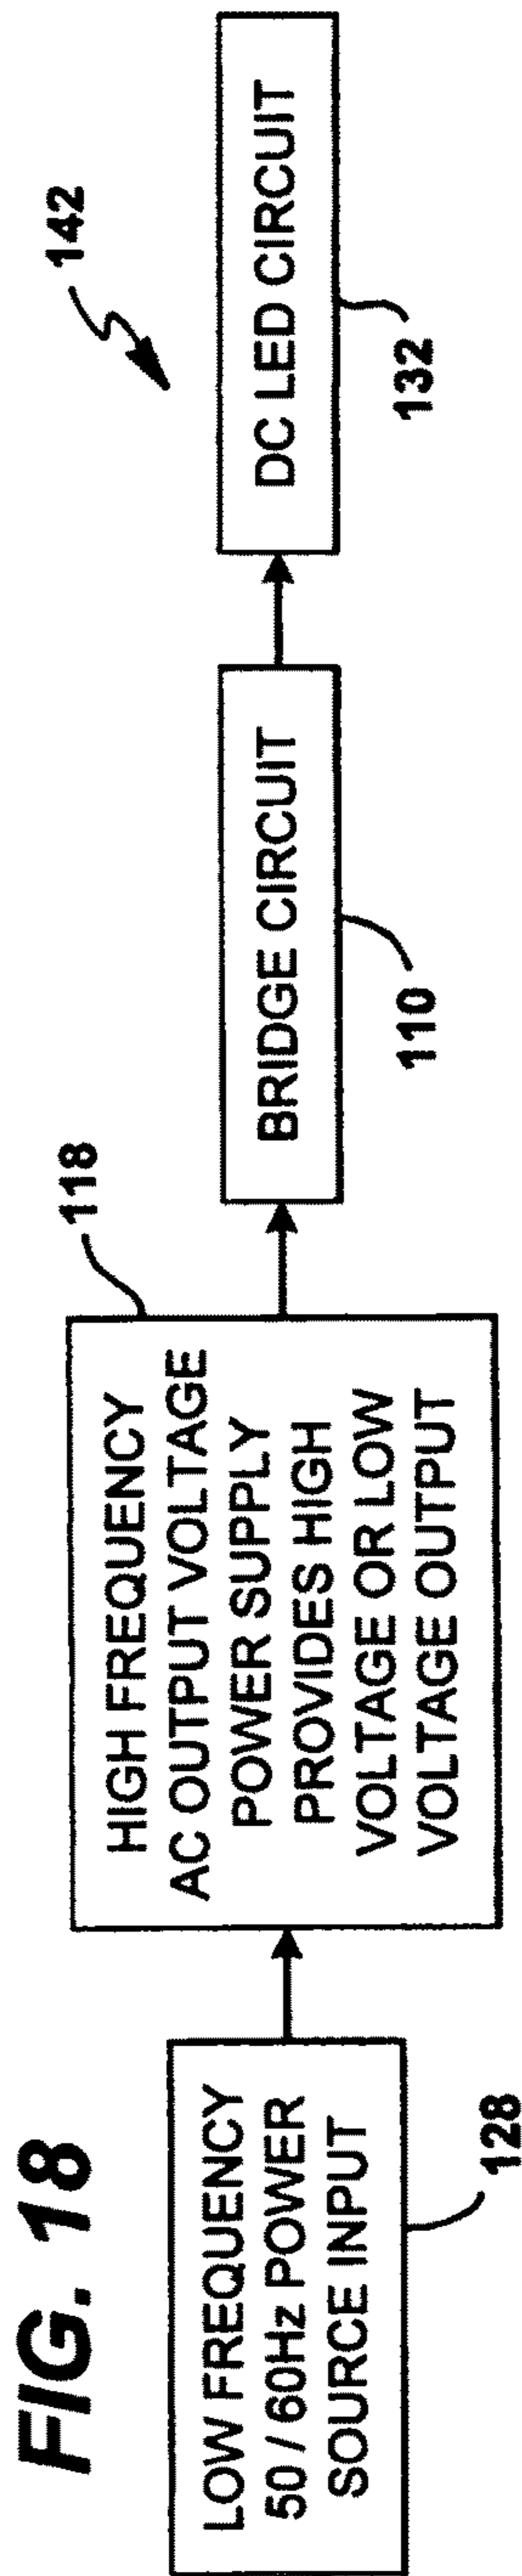 FIG. 18
LOW FREQUENCY
50 / 60Hz POWER
SOURCE INPUT
128
HIGH FREQUENCY
AC OUTPUT VOLTAGE
POWER SUPPLY
PROVIDES HIGH
VOLTAGE OR LOW
VOLTAGE OUTPUT
118
BRIDGE CIRCUIT
110
DC LED CIRCUIT
132
142